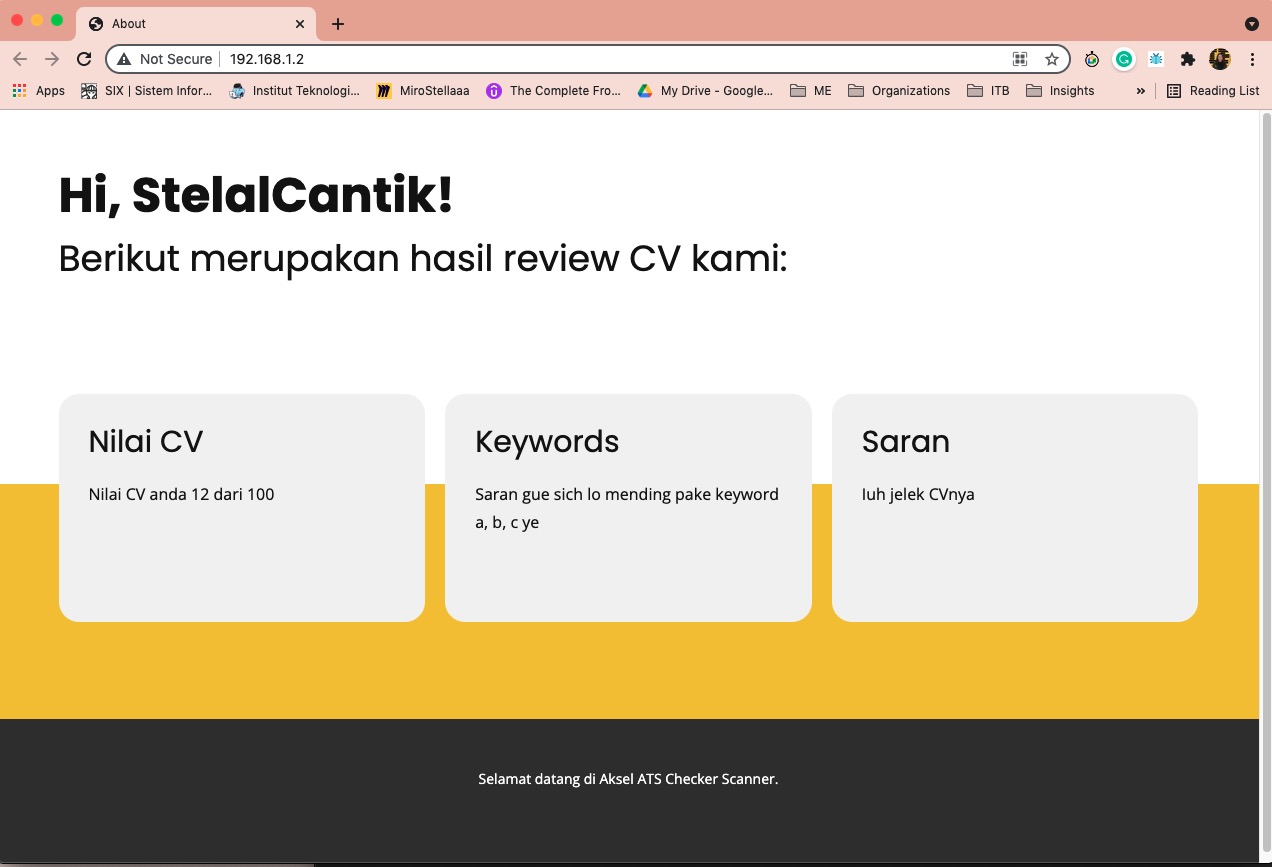 About
Not Secure 192.168.1.2
Apps SIX | Sistem Infor... Institut Teknologi... MiroStellaaa The Complete Fro... My Drive - Google... ME Organizations ITB Insights » Reading List
Hi, StelalCantik!
Berikut merupakan hasil review CV kami:
Nilai CV
Nilai CV anda 12 dari 100
Keywords
Saran gue sich lo mending pake keyword
a, b, c ye
Saran
Iuh jelek CVnya
Selamat datang di Aksel ATS Checker Scanner.